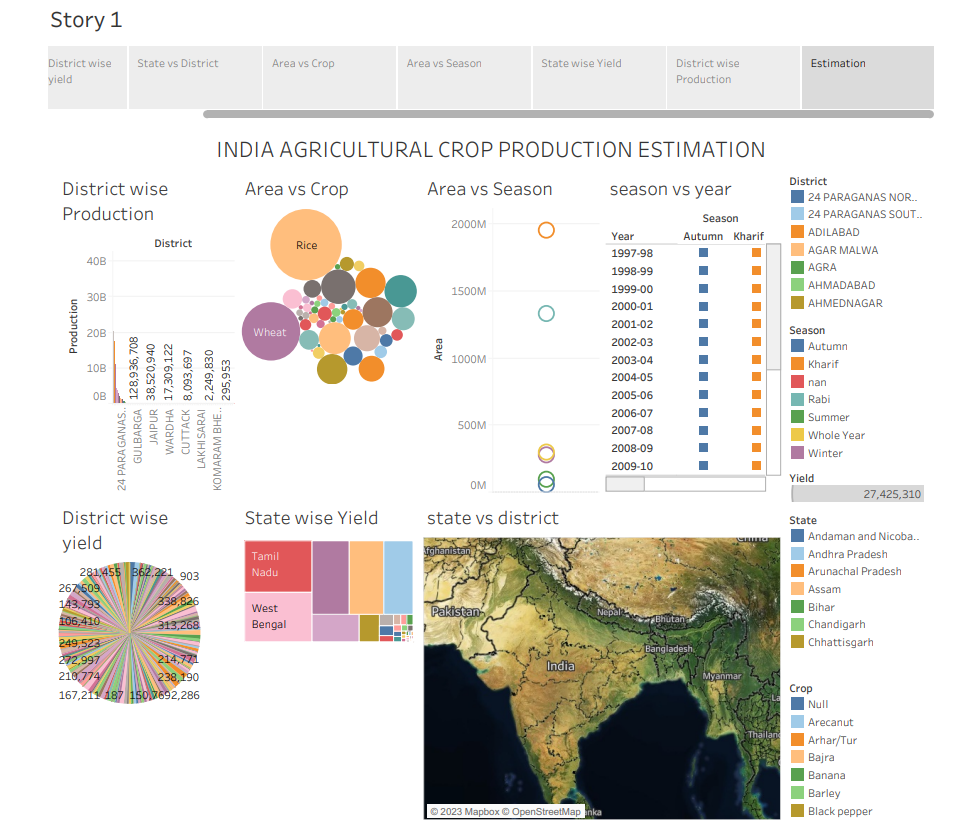 Story 1
District wise
yield
State vs District
Area vs Crop
Area vs Season
State wise Yield
District wise
Production
Estimation
INDIA AGRICULTURAL CROP PRODUCTION ESTIMATION
District wise
Production
District
40B
30B
20B
10B
0B
Production
128,936,708
38,520,940
17,309,122
8,093,697
2,249,830
295,953
24 PARAGANAS..
GULBARGA
JAIPUR
WARDHA
CUTTACK
LAKHISARAI
KOMARAM BHE..
Area vs Crop
Rice
Wheat
Area vs Season
2000M
1500M
1000M
500M
0M
Area
season vs year
Season
Year Autumn Kharif
1997-98
1998-99
1999-00
2000-01
2001-02
2002-03
2003-04
2004-05
2005-06
2006-07
2007-08
2008-09
2009-10
District
24 PARAGANAS NOR..
24 PARAGANAS SOUT..
ADILABAD
AGAR MALWA
AGRA
AHMADABAD
AHMEDNAGAR
Season
Autumn
Kharif
nan
Rabi
Summer
Whole Year
Winter
Yield
27,425,310
District wise
yield
281,455 362,221 903
267,509
143,793 338,826
106,410 313,268
249,523
272,997 214,771
210,774 238,190
167,211 187 150,769 2,286
State wise Yield
Tamil
Nadu
West
Bengal
state vs district
Afghanistan
China
Pakistan
Nepal
Bhutan
India
Bangladesh
Myanmar
Thailand
© 2023 Mapbox © OpenStreetMap
State
Andaman and Nicoba..
Andhra Pradesh
Arunachal Pradesh
Assam
Bihar
Chandigarh
Chhattisgarh
Crop
Null
Arecanut
Arhar/Tur
Bajra
Banana
Barley
Black pepper